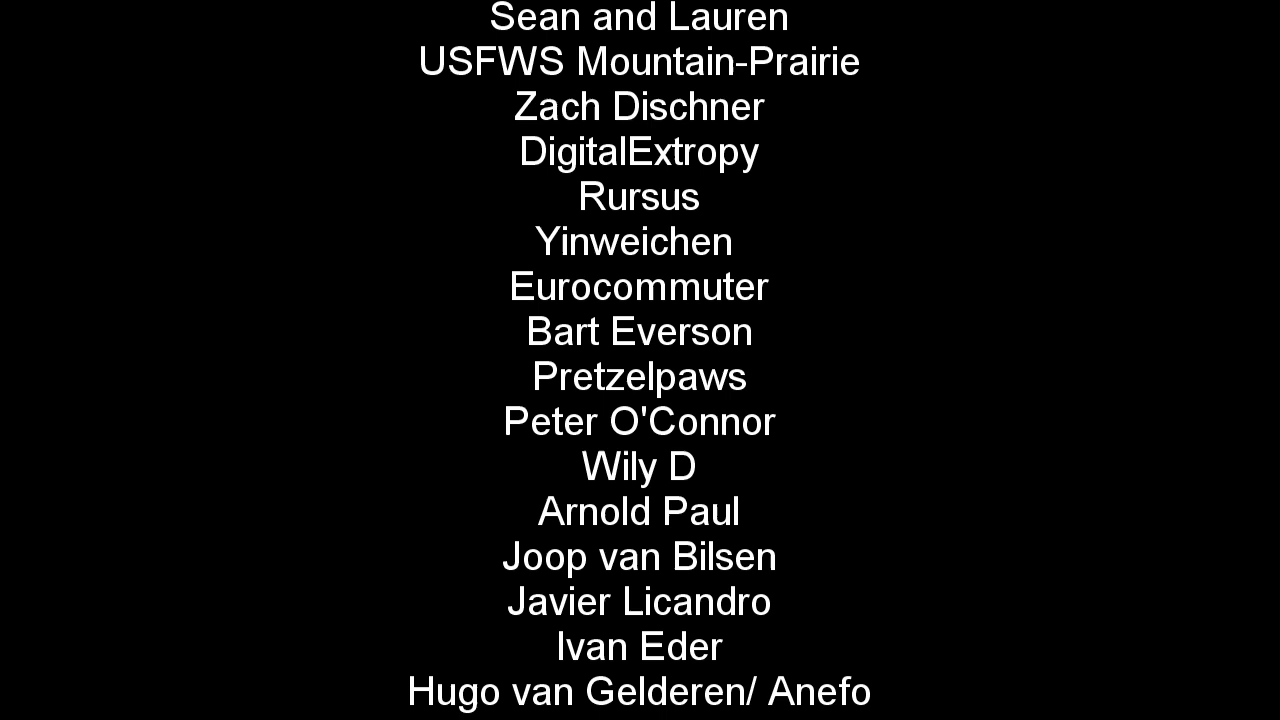 Sean and Lauren
USFWS Mountain-Prairie
Zach Dischner
DigitalExtropy
Rursus
Yinweichen
Eurocommuter
Bart Everson
Pretzelpaws
Peter O'Connor
Wily D
Arnold Paul
Joop van Bilsen
Javier Licandro
Ivan Eder
Hugo van Gelderen/ Anefo